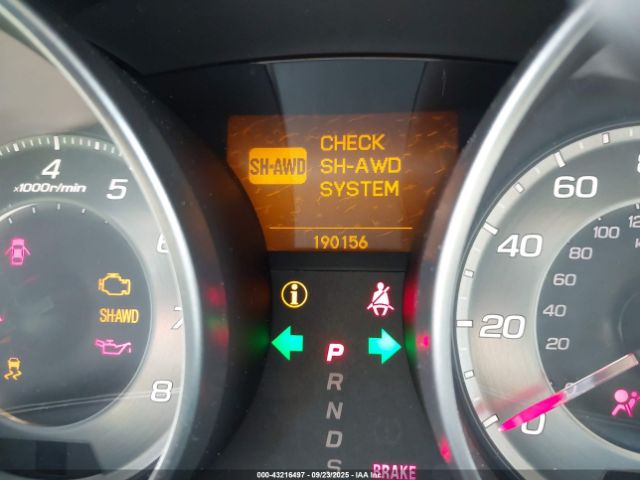 CHECK
SH-AWD SH-AWD
SYSTEM
190156
4
x1000r/min 5
6
SH-AWD 7
8
P
R
N
D
S
BRAKE
60
40
20
0
100
80
60
40
20
0
000-43216497 - 09/23/2025 - IAA Inc.